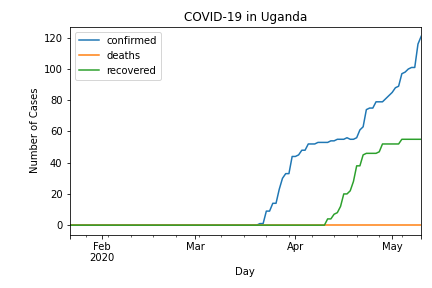 COVID-19 in Uganda
confirmed
deaths
recovered
Number of Cases
120
100
80
60
40
20
0
Feb
2020
Mar
Apr
May
Day